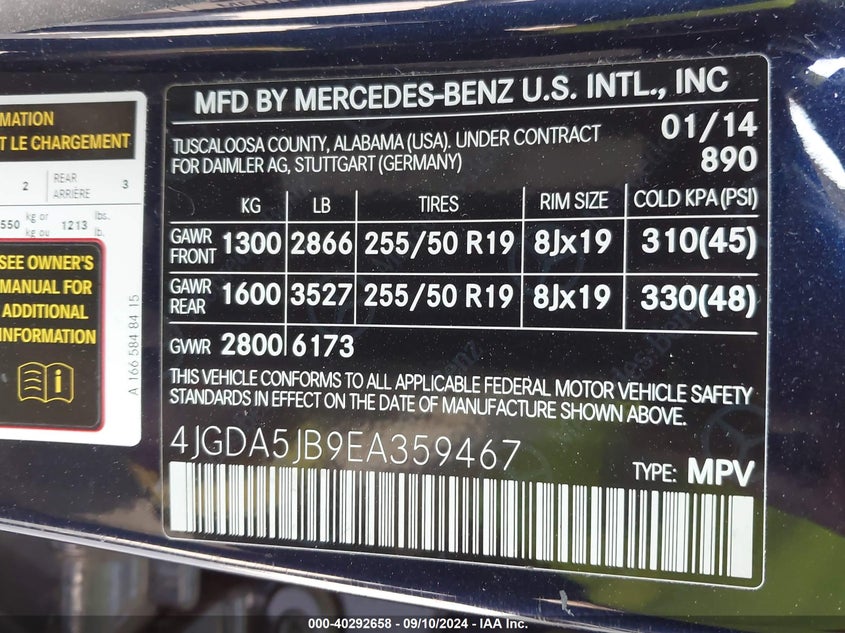 MATION
T LE CHARGEMENT
2 REAR ARRIÈRE 3
550 kg or kg ou 1213 lbs. lb.
SEE OWNER'S
MANUAL FOR
ADDITIONAL
INFORMATION
A 166 584 84 15
MFD BY MERCEDES-BENZ U.S. INTL., INC
TUSCALOOSA COUNTY, ALABAMA (USA). UNDER CONTRACT
FOR DAIMLER AG, STUTTGART (GERMANY)
01/14
890
KG LB TIRES RIM SIZE COLD KPA (PSI)
GAWR FRONT 1300 2866 255/50 R19 8Jx19 310(45)
GAWR REAR 1600 3527 255/50 R19 8Jx19 330(48)
GVWR 2800 6173
THIS VEHICLE CONFORMS TO ALL APPLICABLE FEDERAL MOTOR VEHICLE SAFETY
STANDARDS IN EFFECT ON THE DATE OF MANUFACTURE SHOWN ABOVE.
4JGDA5JB9EA359467
TYPE: MPV
000-40292658 - 09/10/2024 - IAA Inc.